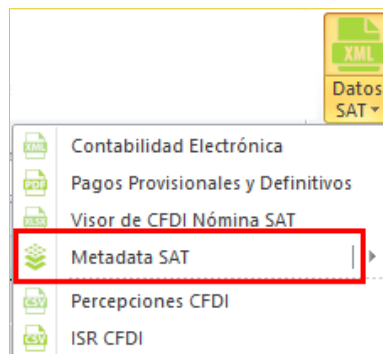 XML
Datos
SAT
XML
Contabilidad Electrónica
PDF
Pagos Provisionales y Definitivos
XLSX
Visor de CFDI Nómina SAT
Metadata SAT
CSV
Percepciones CFDI
CSV
ISR CFDI